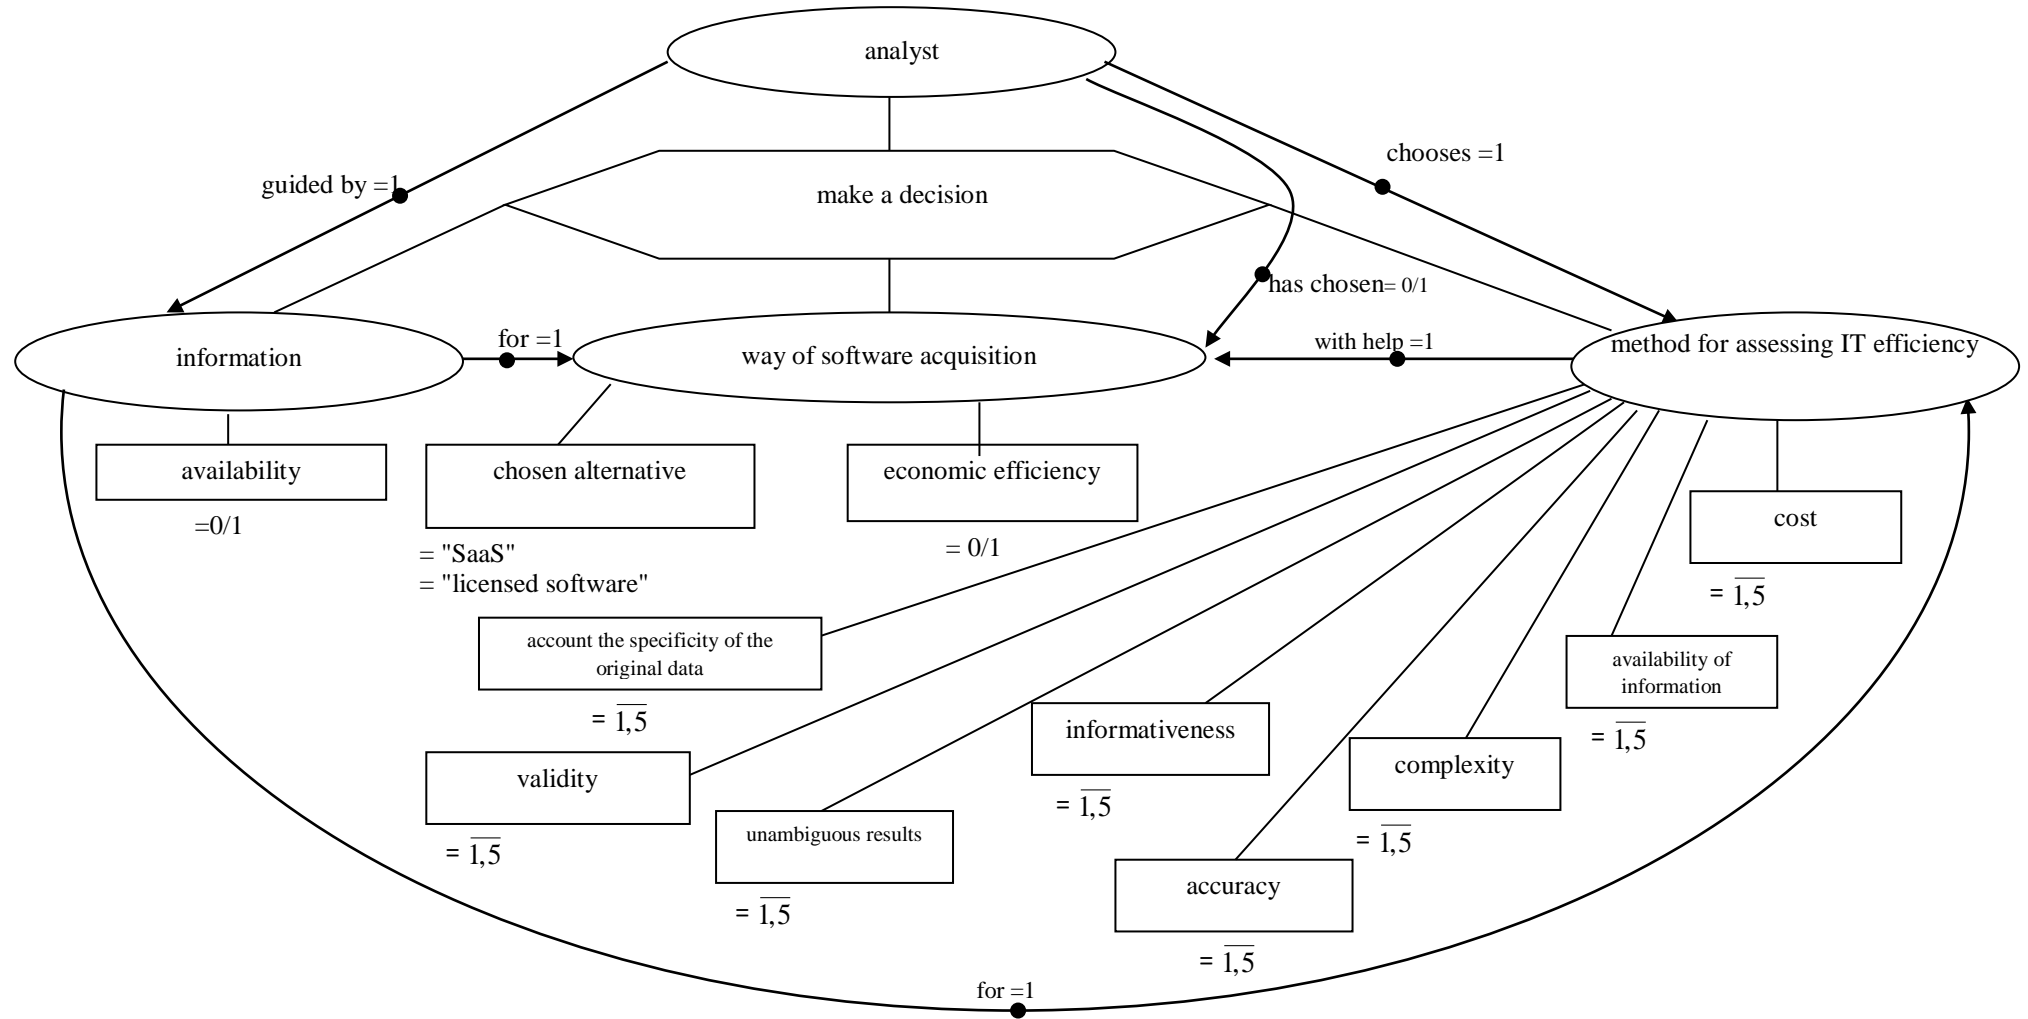 analyst
chooses =1
guided by =1
make a decision
has chosen= 0/1
for =1
with help =1
information
way of software acquisition
method for assessing IT efficiency
availability
=0/1
chosen alternative
= "SaaS"
= "licensed software"
economic efficiency
= 0/1
cost
= 1,5
account the specificity of the
original data
= 1,5
availability of
information
= 1,5
informativeness
= 1,5
complexity
= 1,5
validity
= 1,5
unambiguous results
= 1,5
accuracy
= 1,5
for =1